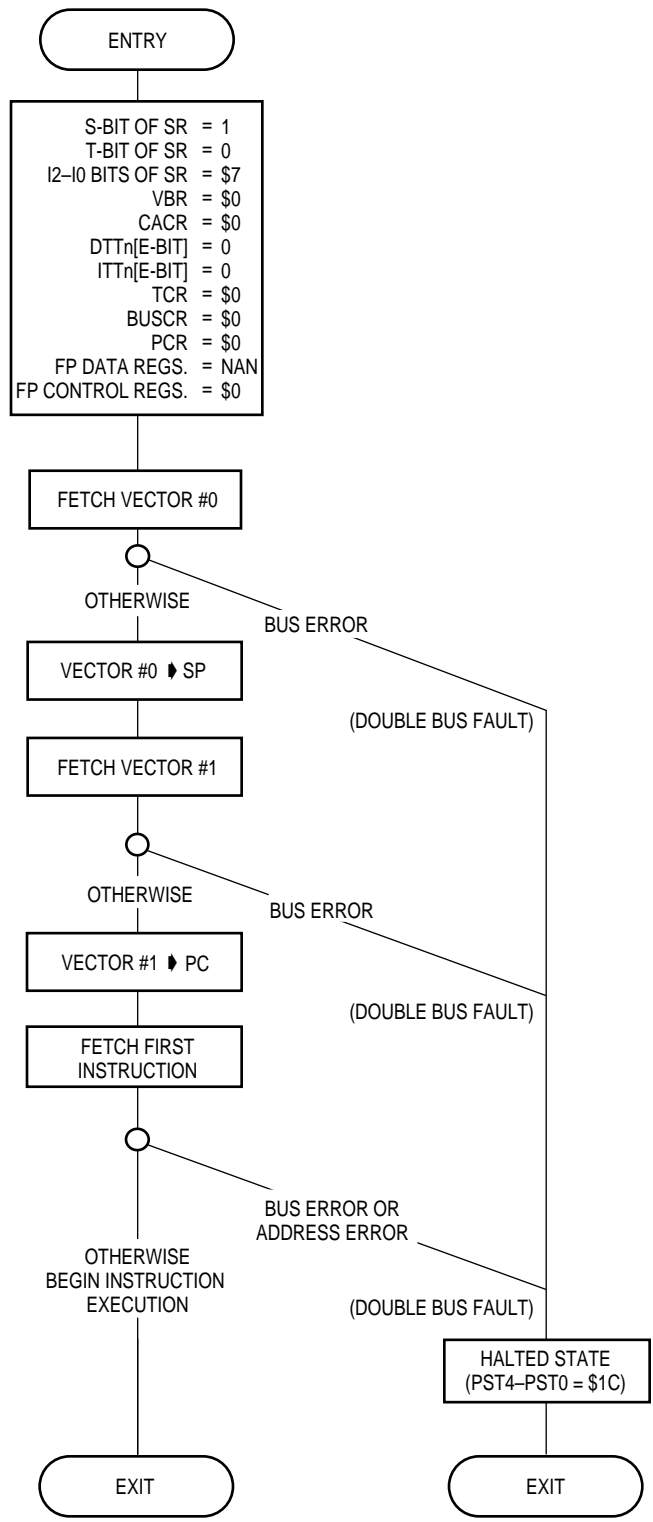 ENTRY
S-BIT OF SR = 1
T-BIT OF SR = 0
I2–I0 BITS OF SR = $7
VBR = $0
CACR = $0
DTTn[E-BIT] = 0
ITTn[E-BIT] = 0
TCR = $0
BUSCR = $0
PCR = $0
FP DATA REGS. = NAN
FP CONTROL REGS. = $0
FETCH VECTOR #0
OTHERWISE
BUS ERROR
VECTOR #0 ➧ SP
(DOUBLE BUS FAULT)
FETCH VECTOR #1
OTHERWISE
BUS ERROR
VECTOR #1 ➧ PC
(DOUBLE BUS FAULT)
FETCH FIRST
INSTRUCTION
BUS ERROR OR
ADDRESS ERROR
OTHERWISE
BEGIN INSTRUCTION
EXECUTION
(DOUBLE BUS FAULT)
HALTED STATE
(PST4–PST0 = $1C)
EXIT
EXIT